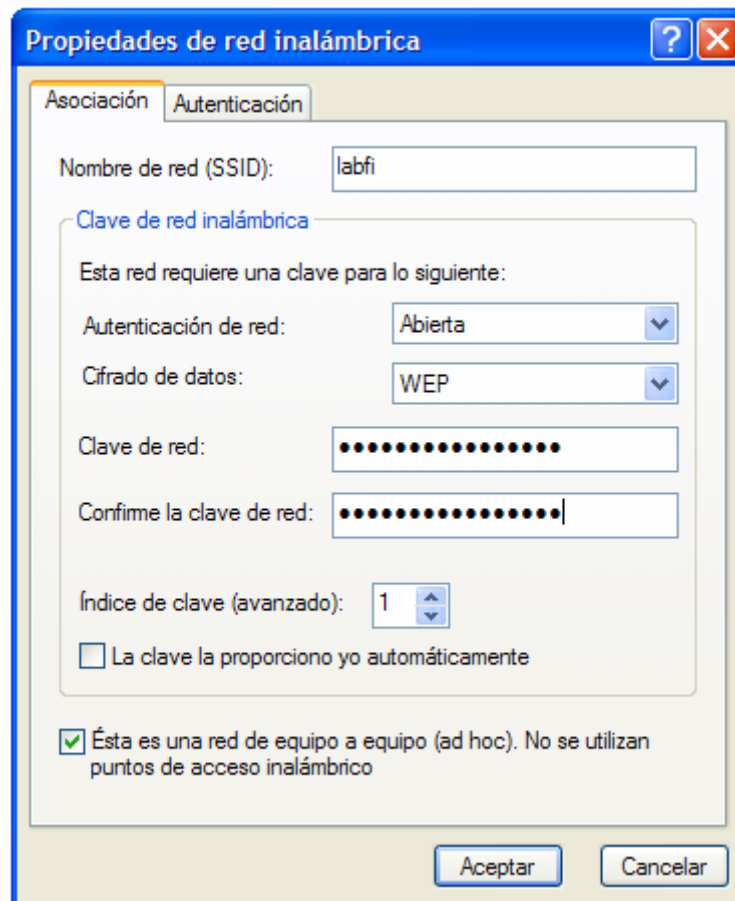 Propiedades de red inalámbrica
Asociación
Autenticación
Nombre de red (SSID): labfi
Clave de red inalámbrica
Esta red requiere una clave para lo siguiente:
Autenticación de red: Abierta
Cifrado de datos: WEP
Clave de red: ••••••••••••••••
Confirme la clave de red: ••••••••••••••••
Índice de clave (avanzado): 1
La clave la proporciono yo automáticamente
Ésta es una red de equipo a equipo (ad hoc). No se utilizan
puntos de acceso inalámbrico
Aceptar
Cancelar